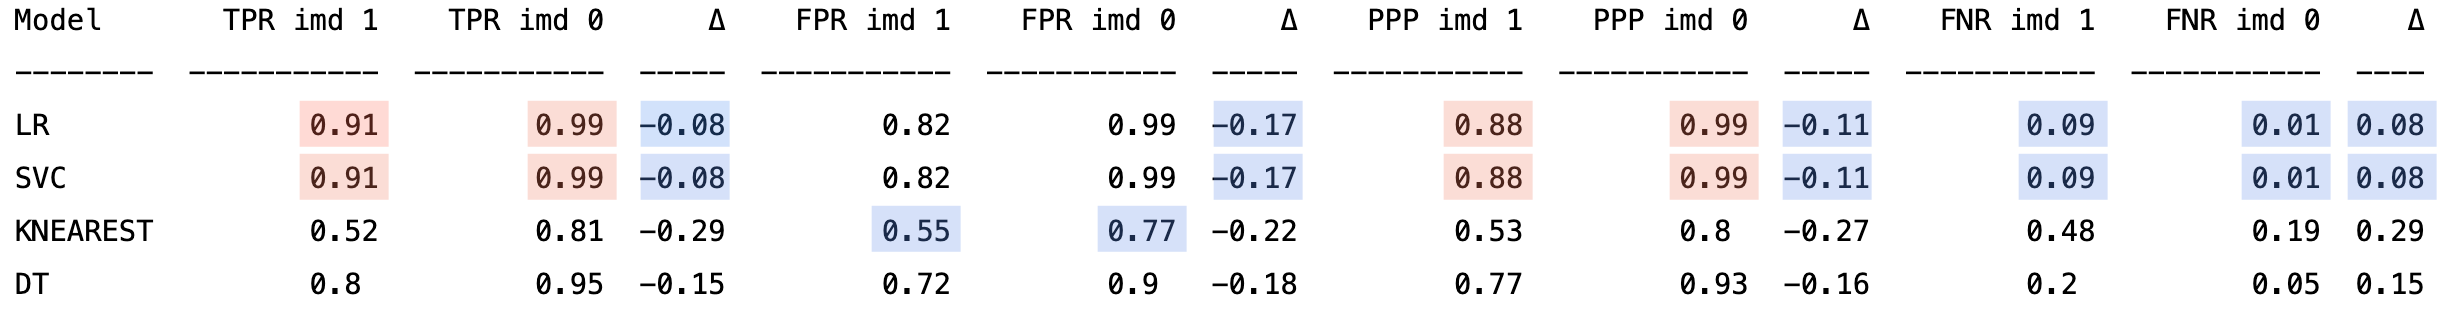 Model TPR imd 1 TPR imd 0 Δ FPR imd 1 FPR imd 0 Δ PPP imd 1 PPP imd 0 Δ FNR imd 1 FNR imd 0 Δ
-------- ----------- ----------- ----- ----------- ----------- ----- ----------- ----------- ----- ----------- ----------- ----
LR 0.91 0.99 -0.08 0.82 0.99 -0.17 0.88 0.99 -0.11 0.09 0.01 0.08
SVC 0.91 0.99 -0.08 0.82 0.99 -0.17 0.88 0.99 -0.11 0.09 0.01 0.08
KNEAREST 0.52 0.81 -0.29 0.55 0.77 -0.22 0.53 0.8 -0.27 0.48 0.19 0.29
DT 0.8 0.95 -0.15 0.72 0.9 -0.18 0.77 0.93 -0.16 0.2 0.05 0.15